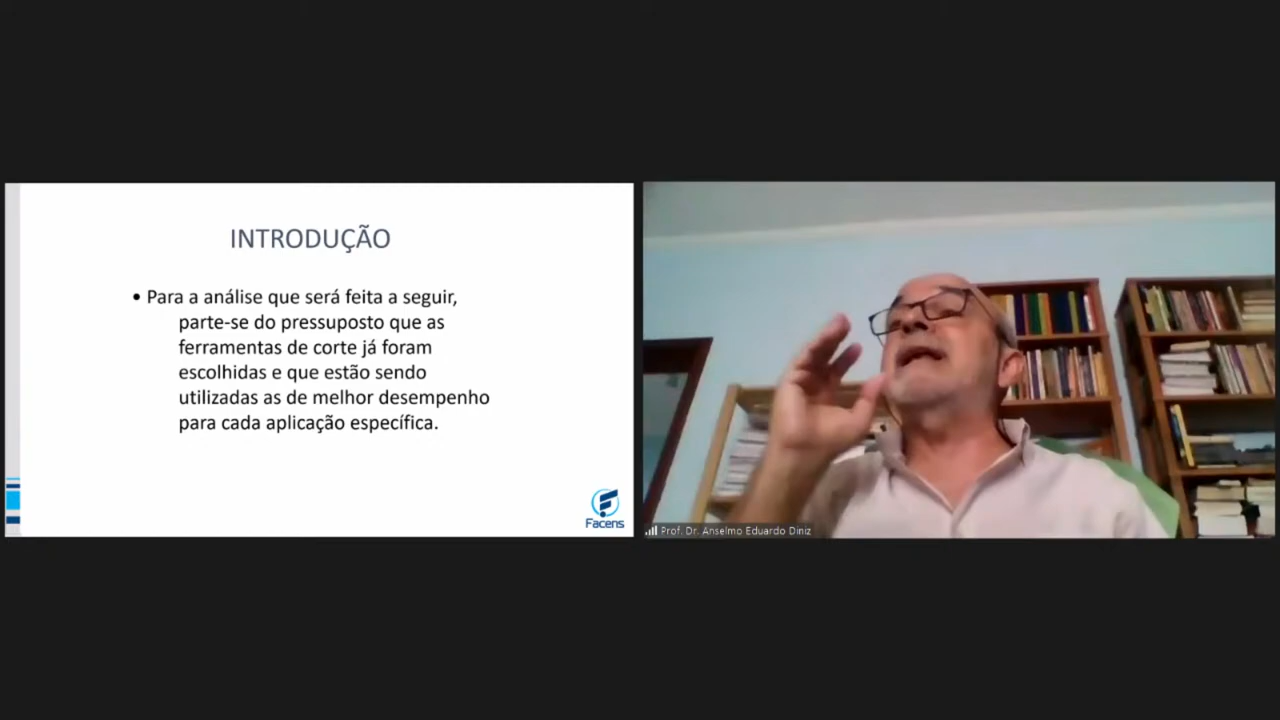 INTRODUÇÃO
• Para a análise que será feita a seguir,
parte-se do pressuposto que as
ferramentas de corte já foram
escolhidas e que estão sendo
utilizadas as de melhor desempenho
para cada aplicação específica.
Facens
Prof. Dr. Anselmo Eduardo Diniz